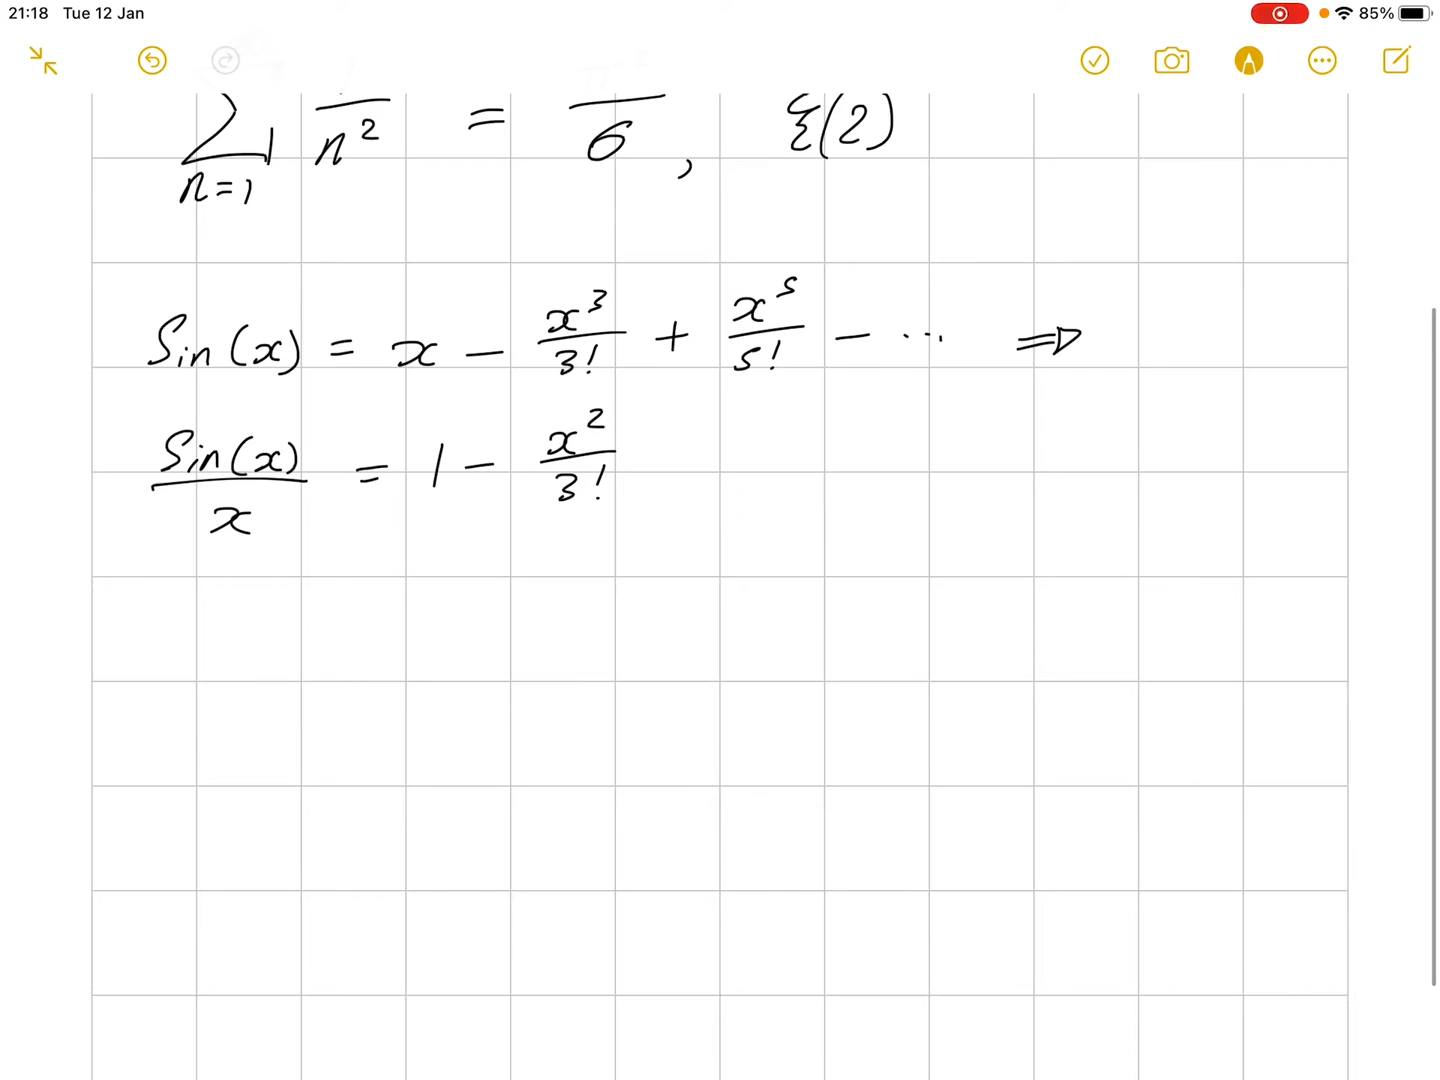 21:18 Tue 12 Jan 85%
∑ n=1 1/n² = /6 , ξ(2)
Sin(x) = x − x³/3! + x⁵/5! − ... ⇒
Sin(x)/x = 1 − x²/3!